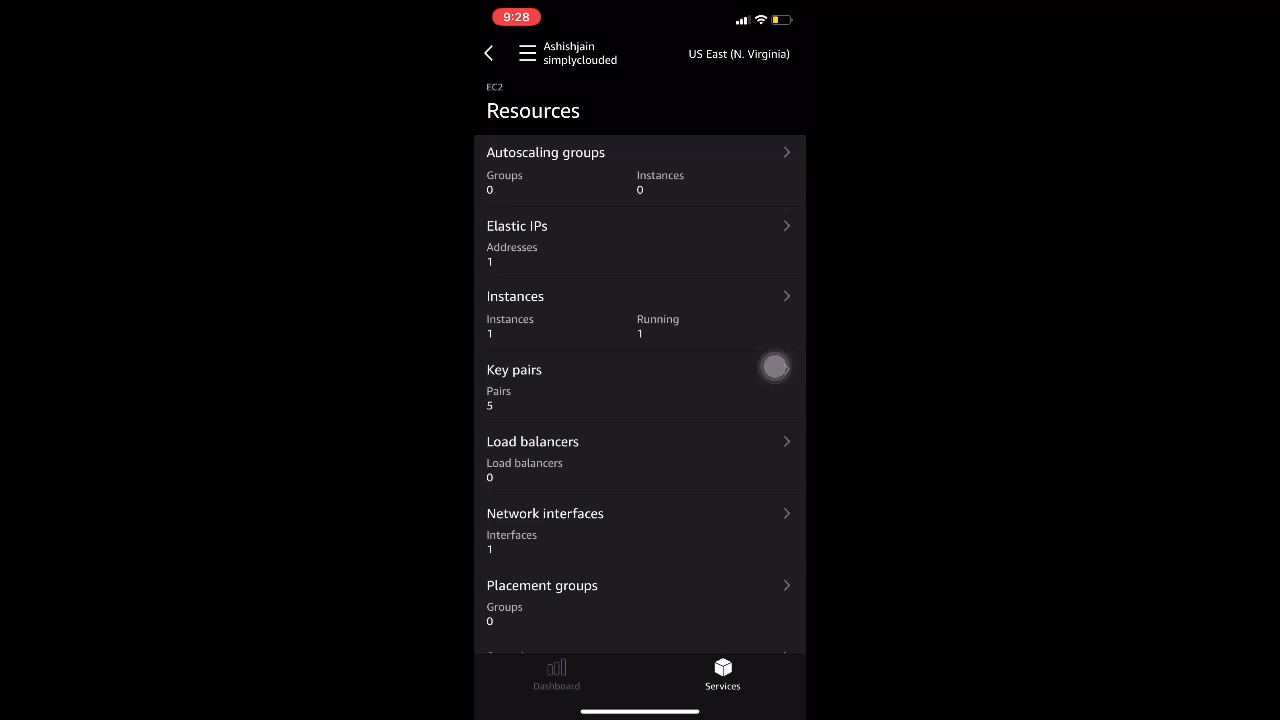 9:28
Ashishjain
simplyclouded
US East (N. Virginia)
EC2
Resources
Autoscaling groups
Groups Instances
0 0
Elastic IPs
Addresses
1
Instances
Instances Running
1 1
Key pairs
Pairs
5
Load balancers
Load balancers
0
Network interfaces
Interfaces
1
Placement groups
Groups
0
Dashboard Services